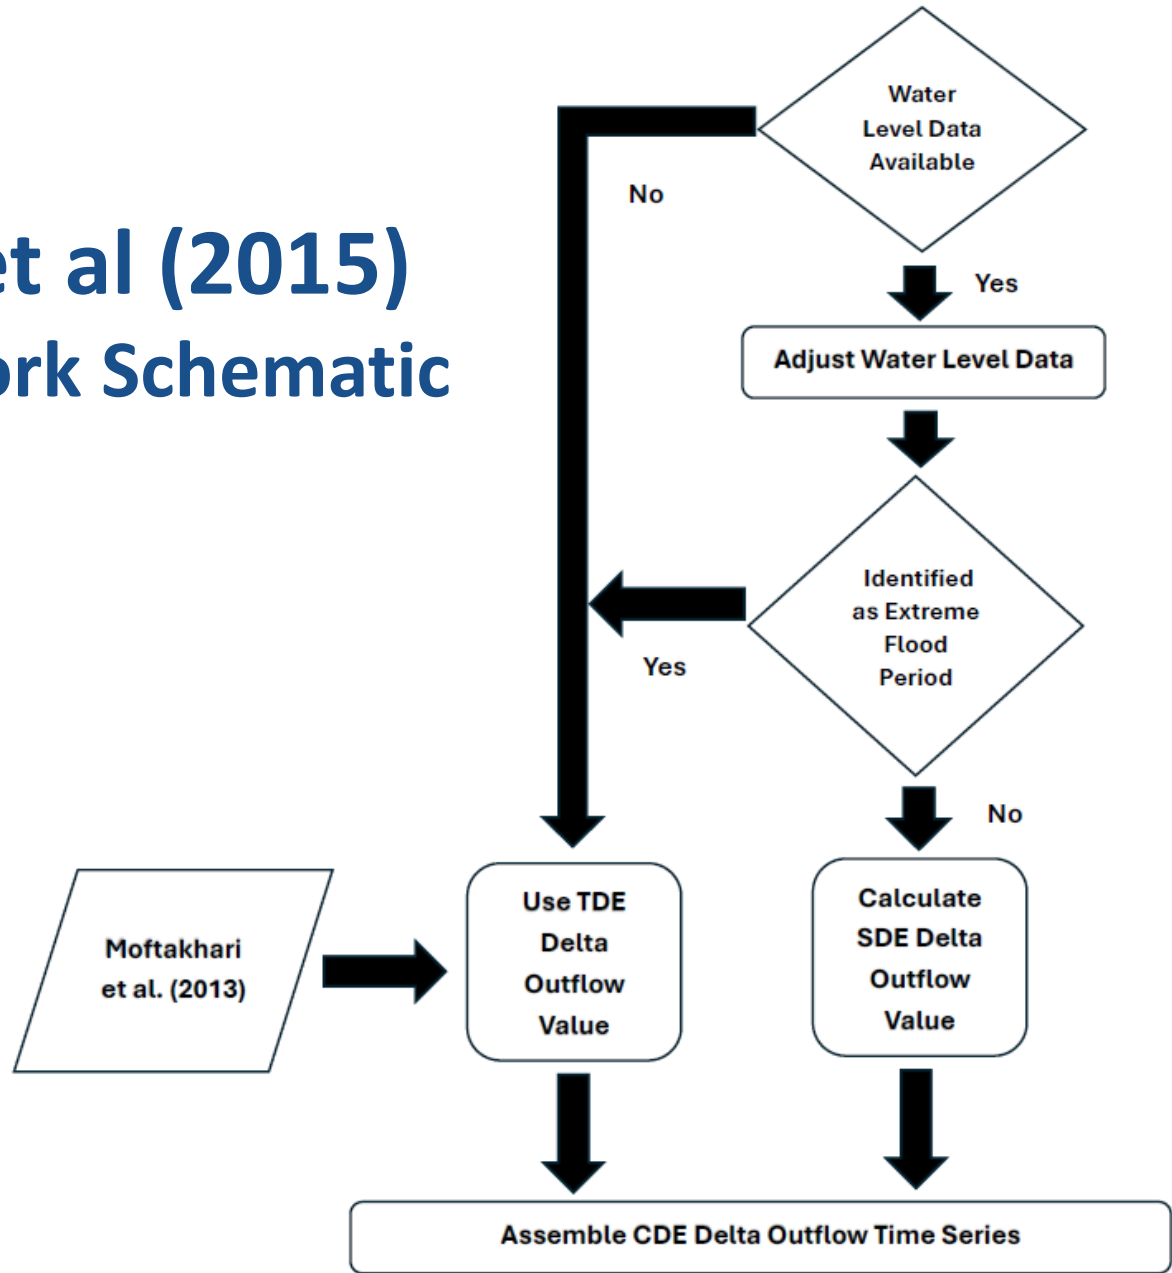 Water
Level Data
Available
No
et al (2015)
Yes
Schematic
Adjust Water Level Data
Identified
as Extreme
Flood
Period
Yes
No
Use TDE
Delta
Outflow
Value
Calculate
SDE Delta
Outflow
Value
Moftakhari
et al. (2013)
Assemble CDE Delta Outflow Time Series